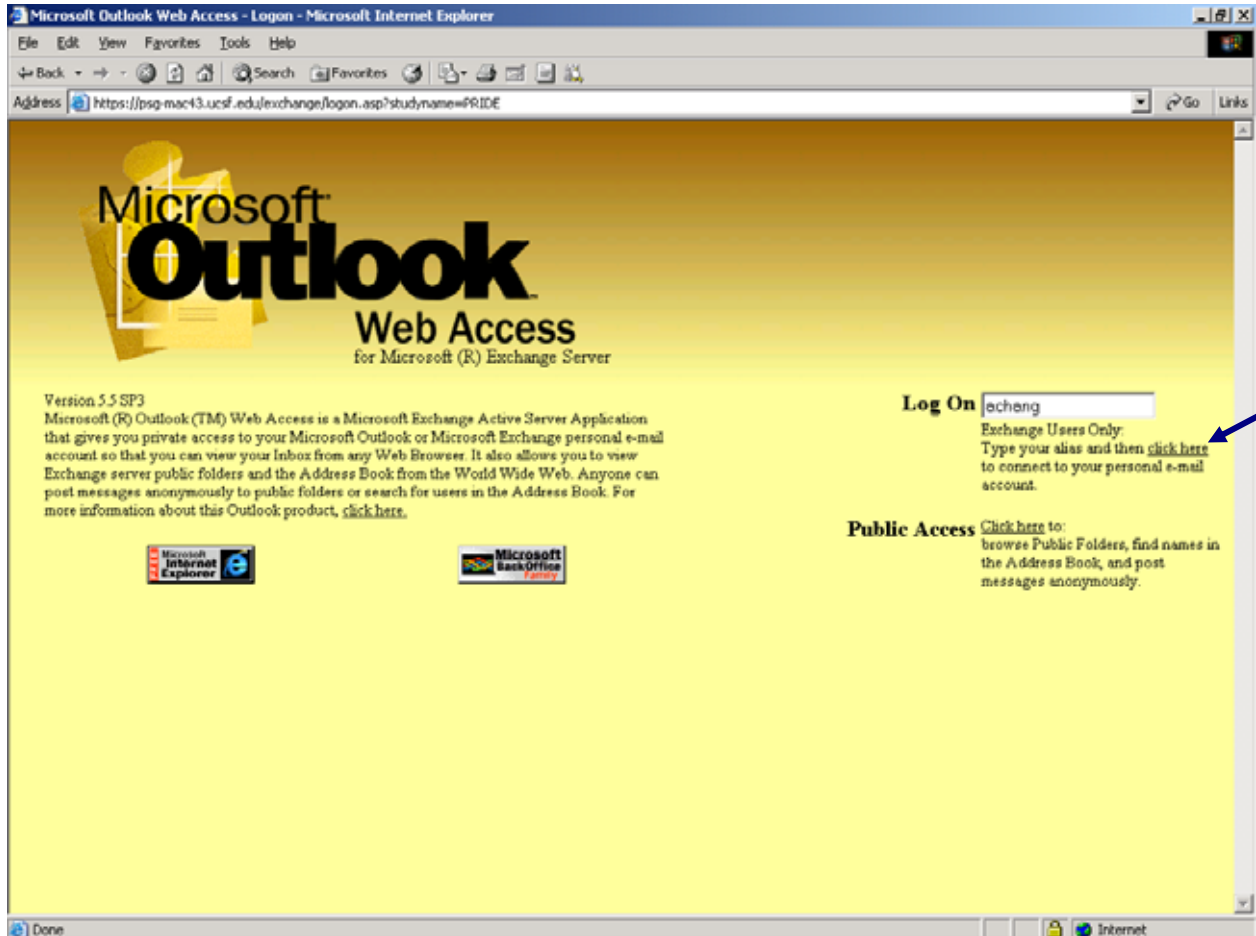 Microsoft Outlook Web Access - Logon - Microsoft Internet Explorer
File Edit View Favorites Tools Help
Back Search Favorites
Address https://psg-mac43.ucsf.edu/exchange/logon.asp?studyname=PRIDE Go Links
Microsoft
Outlook
Web Access
for Microsoft (R) Exchange Server
Version 5.5 SP3
Microsoft (R) Outlook (TM) Web Access is a Microsoft Exchange Active Server Application
that gives you private access to your Microsoft Outlook or Microsoft Exchange personal e-mail
account so that you can view your Inbox from any Web Browser. It also allows you to view
Exchange server public folders and the Address Book from the World Wide Web. Anyone can
post messages anonymously to public folders or search for users in the Address Book. For
more information about this Outlook product, click here.
Microsoft
Internet
Explorer
Microsoft
BackOffice
Family
Log On echang
Exchange Users Only:
Type your alias and then click here
to connect to your personal e-mail
account.
Public Access Click here to:
browse Public Folders, find names in
the Address Book, and post
messages anonymously.
Done Internet